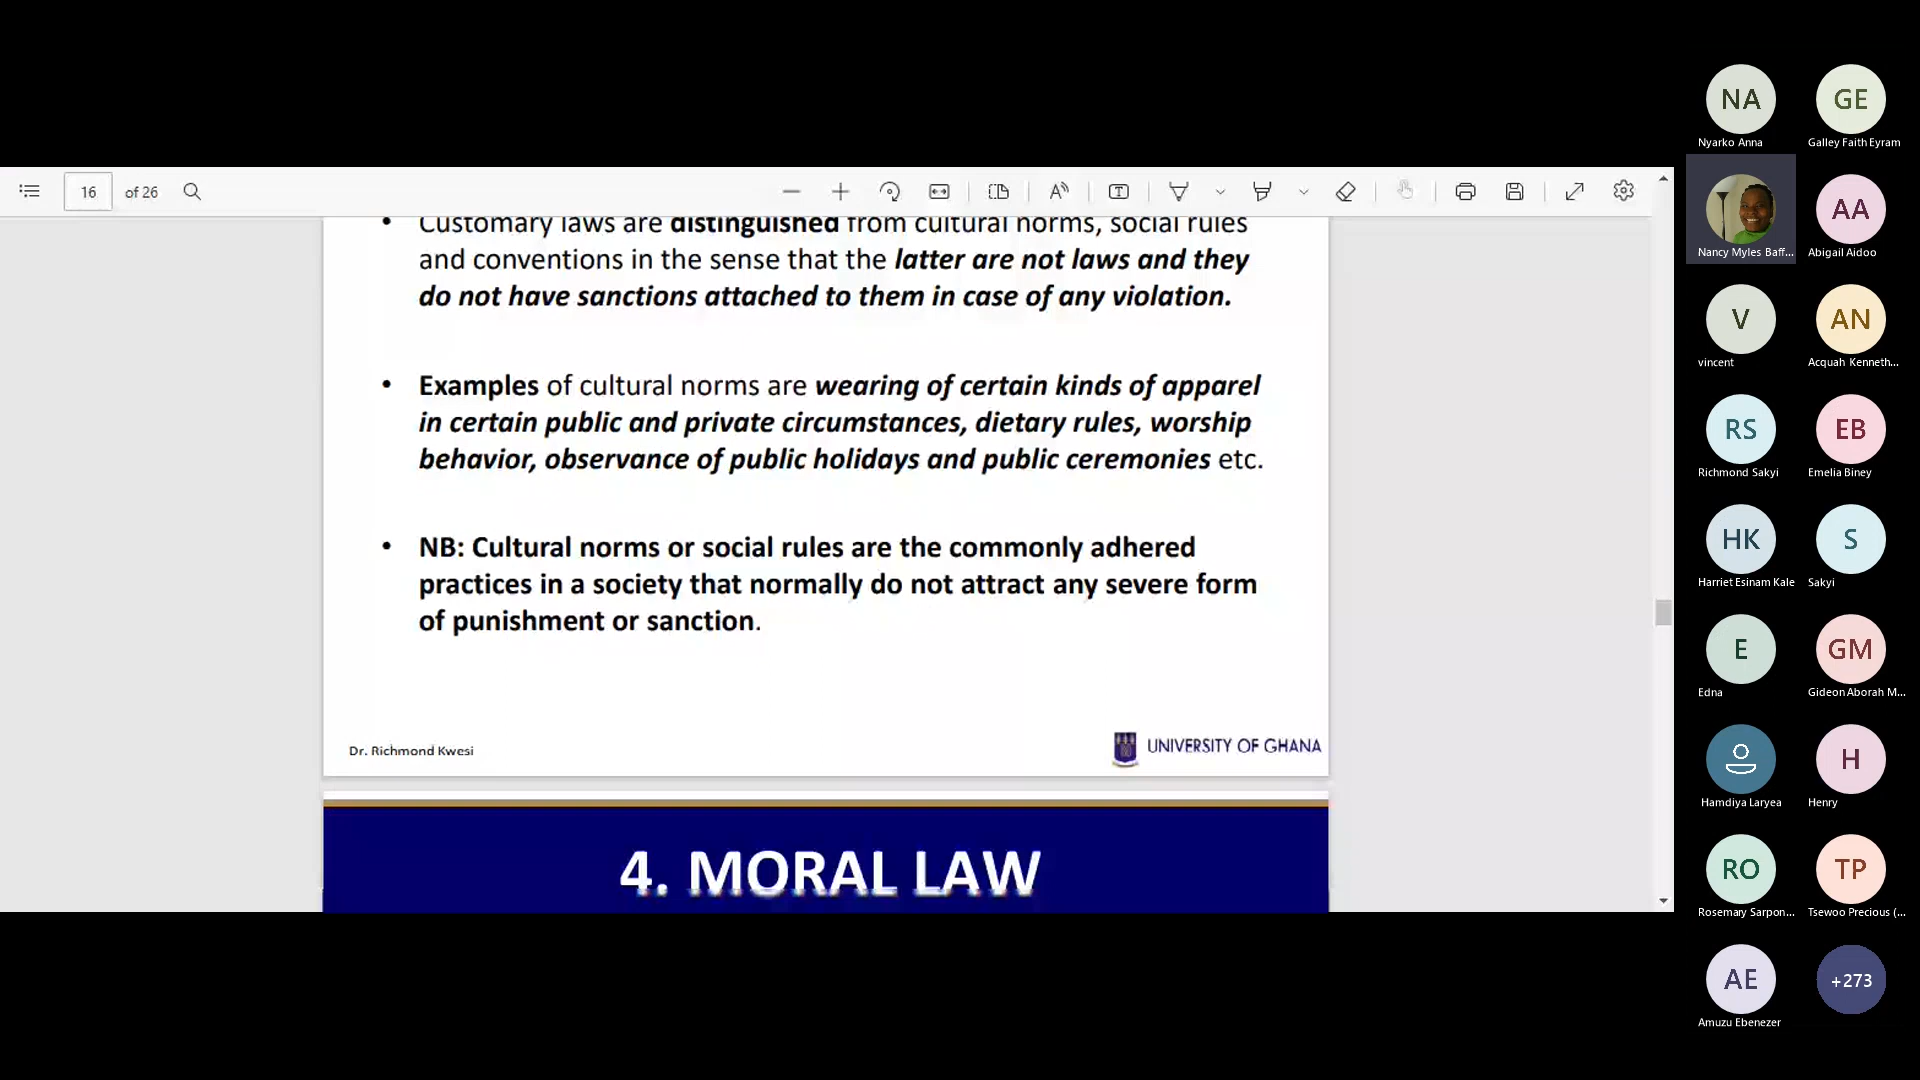 16 of 26
Customary laws are distinguished from cultural norms, social rules
and conventions in the sense that the latter are not laws and they
do not have sanctions attached to them in case of any violation.
• Examples of cultural norms are wearing of certain kinds of apparel
in certain public and private circumstances, dietary rules, worship
behavior, observance of public holidays and public ceremonies etc.
• NB: Cultural norms or social rules are the commonly adhered
practices in a society that normally do not attract any severe form
of punishment or sanction.
Dr. Richmond Kwesi
UNIVERSITY OF GHANA
4. MORAL LAW
NA GE
Nyarko Anna Galley Faith Eyram
AA
Nancy Myles Baff... Abigail Aidoo
V AN
vincent Acquah Kenneth...
RS EB
Richmond Sakyi Emelia Biney
HK S
Harriet Esinam Kale Sakyi
E GM
Edna Gideon Aborah M...
H
Hamdiya Laryea Henry
RO TP
Rosemary Sarpon... Tsewoo Precious (...
AE +273
Amuzu Ebenezer